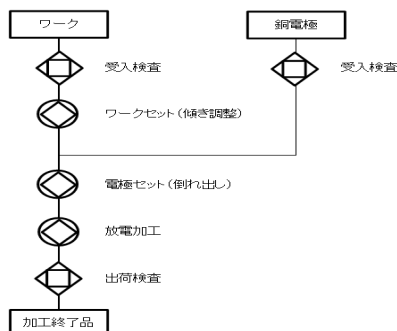 ワーク
銅電極
受入検査
受入検査
ワークセット(傾き調整)
電極セット(倒れ出し)
放電加工
出荷検査
加工終了品